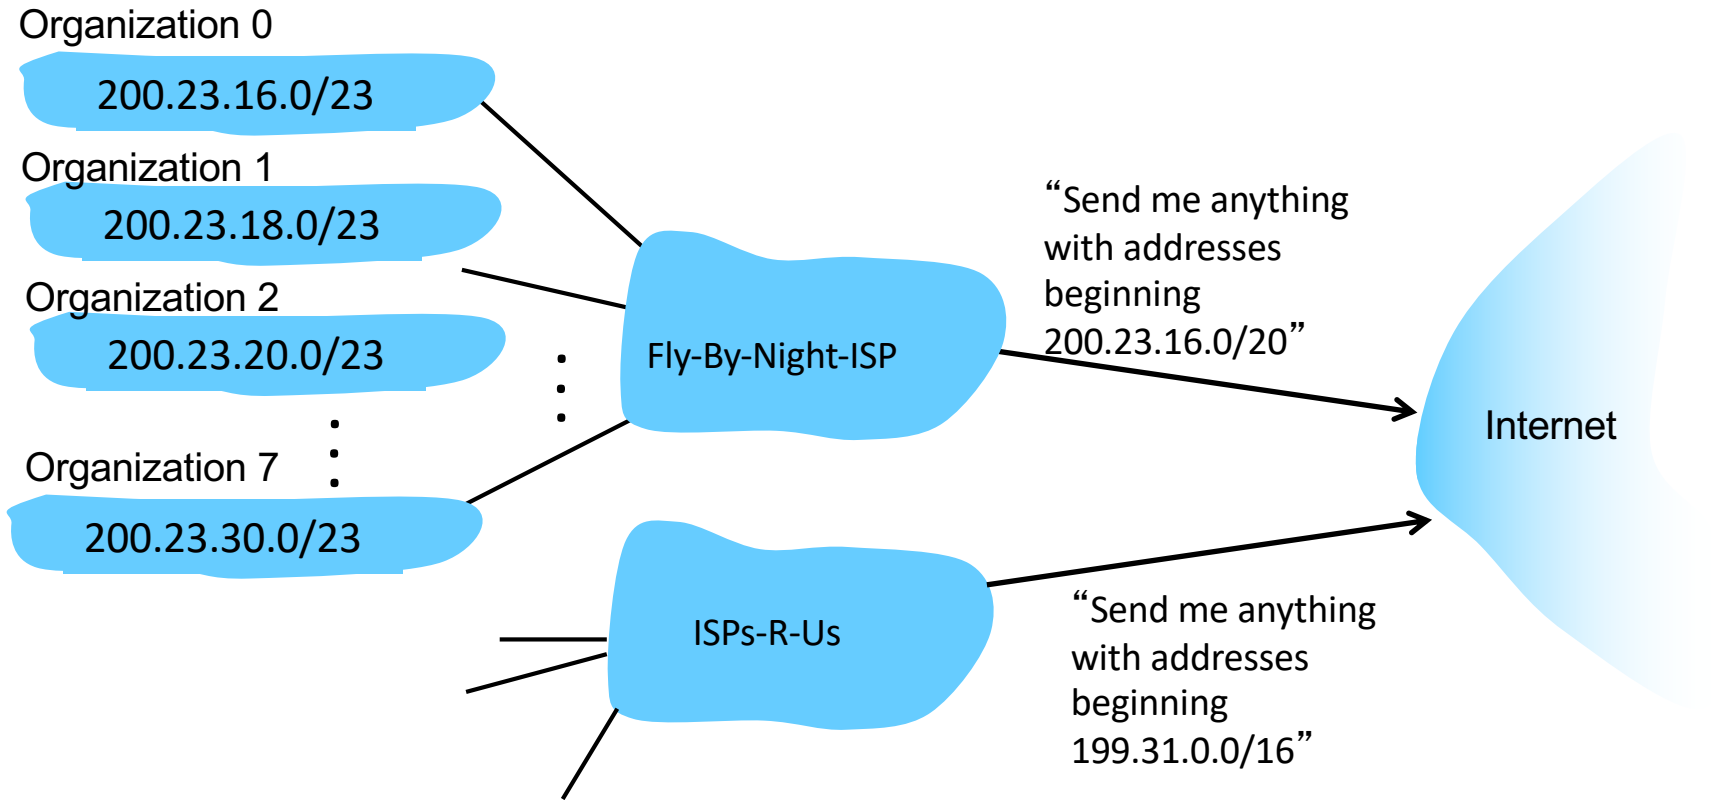 Organization 0
200.23.16.0/23
Organization 1
200.23.18.0/23
Organization 2
200.23.20.0/23
Organization 7
200.23.30.0/23
Fly-By-Night-ISP
“Send me anything
with addresses
beginning
200.23.16.0/20”
Internet
ISPs-R-Us
“Send me anything
with addresses
beginning
199.31.0.0/16”